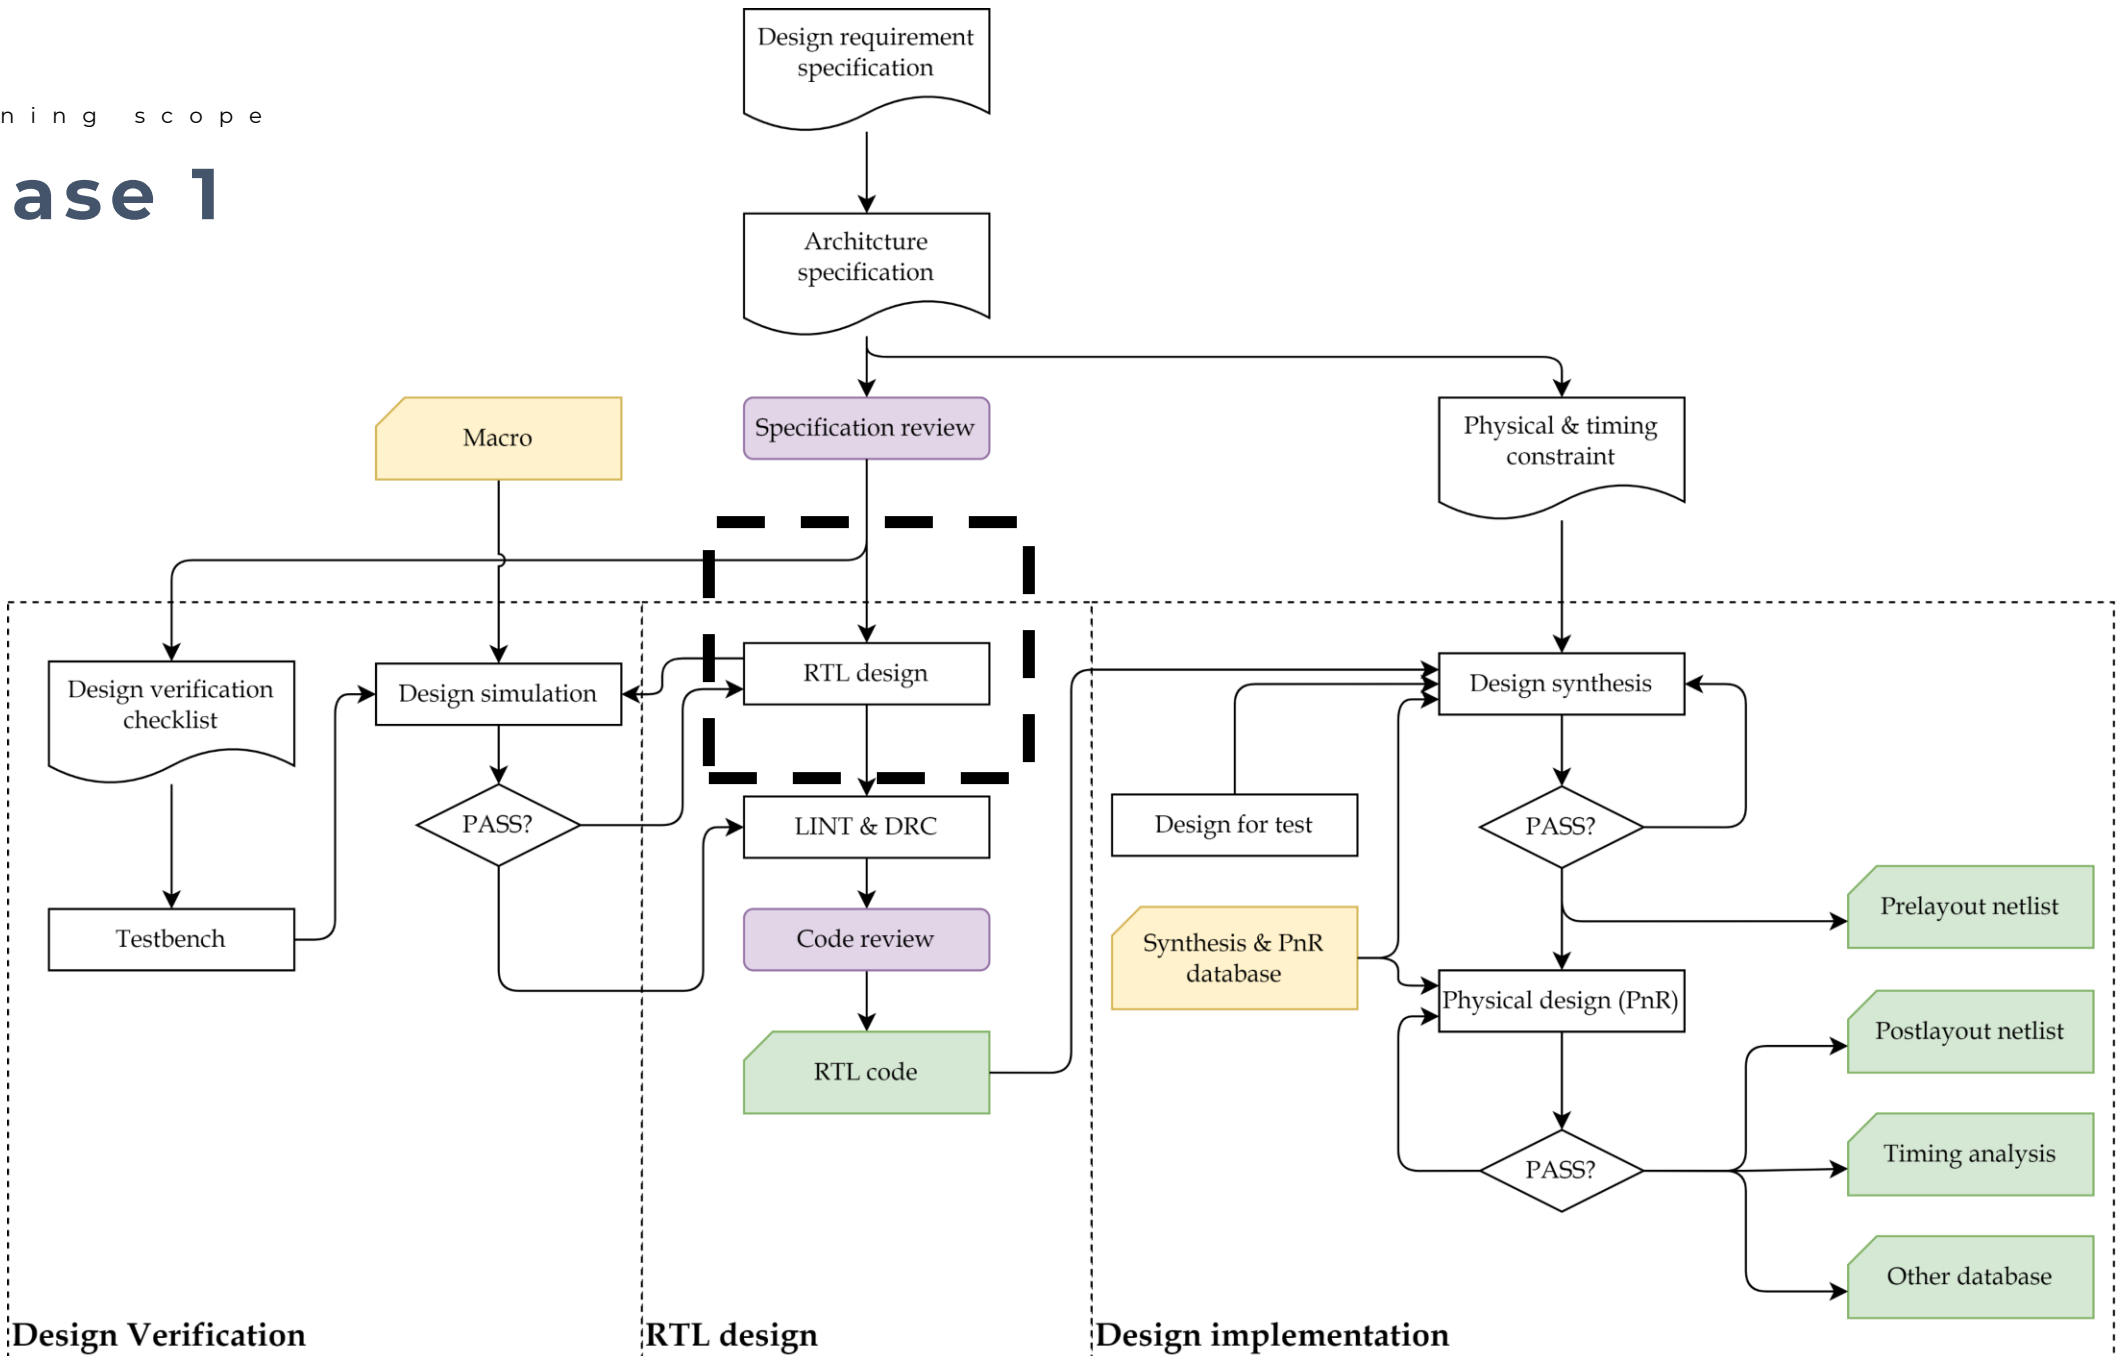 Design requirement
specification
ning scope
ase 1
Architcture
specification
Macro
Specification review
Physical & timing
constraint
Design verification
checklist
Design simulation
RTL design
Design synthesis
PASS?
LINT & DRC
Design for test
PASS?
Testbench
Code review
Synthesis & PnR
database
Prelayout netlist
Physical design (PnR)
Postlayout netlist
RTL code
PASS?
Timing analysis
Other database
Design Verification
RTL design
Design implementation